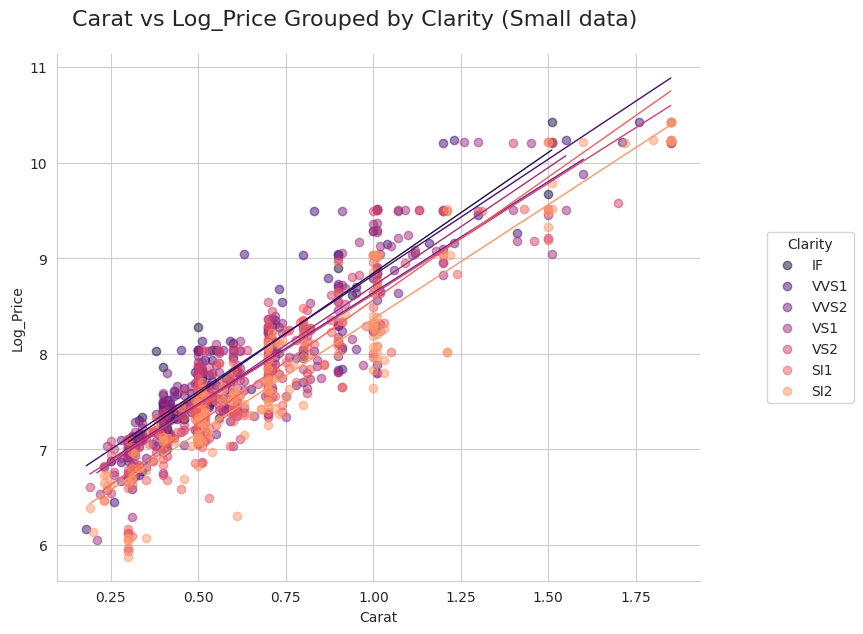 Carat vs Log_Price Grouped by Clarity (Small data)
11
10
9
8
7
6
Log_Price
0.25 0.50 0.75 1.00 1.25 1.50 1.75
Carat
Clarity
IF
VVS1
VVS2
VS1
VS2
SI1
SI2